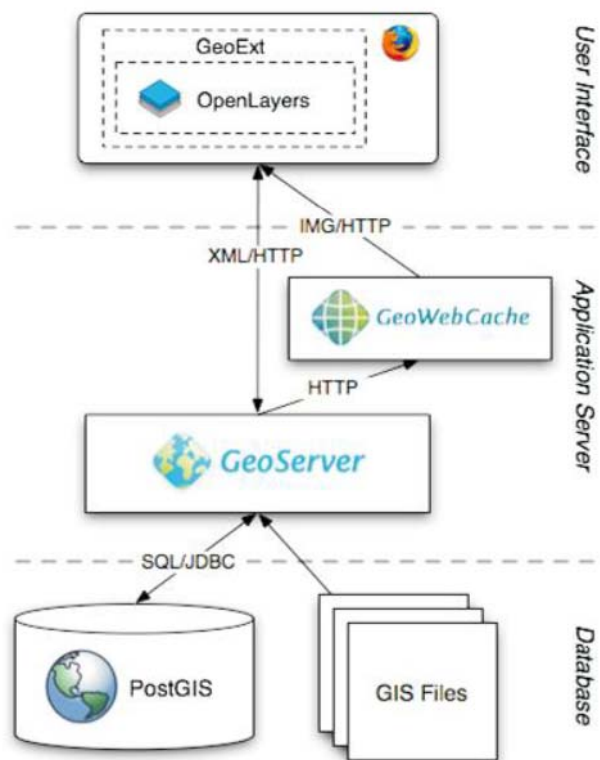 GeoExt
OpenLayers
User Interface
IMG/HTTP
XML/HTTP
GeoWebCache
Application Server
HTTP
GeoServer
SQL/JDBC
PostGIS
GIS Files
Database